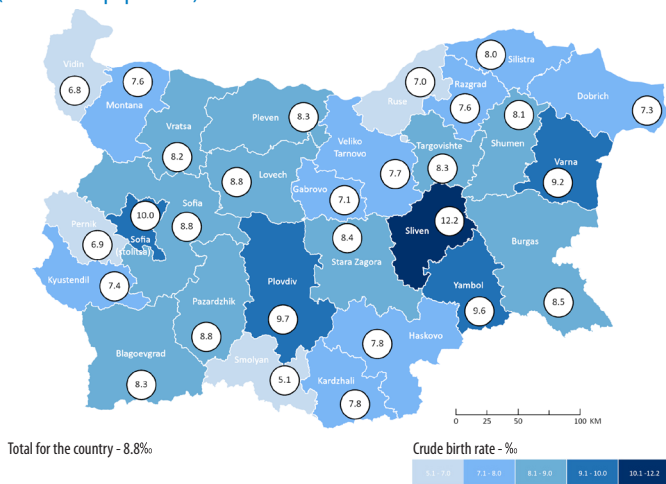 8.0
Silistra
Vidin
7.6
7.0
Razgrad
Dobrich
6.8
Montana
Ruse
7.6
7.3
Pleven
8.3
8.1
Vratsa
Veliko
Tarnovo
Targovishte
Shumen
8.2
Varna
8.8
Lovech
7.7
8.3
9.2
Gabrovo
7.1
10.0
Sofia
Pernik
8.8
Sofia
(stolitsa)
12.2
Sliven
6.9
8.4
Burgas
Stara Zagora
Kyustendil
7.4
Plovdiv
Yambol
Pazardzhik
8.5
9.7
9.6
8.8
Haskovo
7.8
Blagoevgrad
Smolyan
5.1
Kardzhali
8.3
7.8
0 25 50 100 KM
Total for the country - 8.8‰
Crude birth rate - ‰
5.1 - 7.0 7.1 - 8.0 8.1 - 9.0 9.1 - 10.0 10.1 -12.2